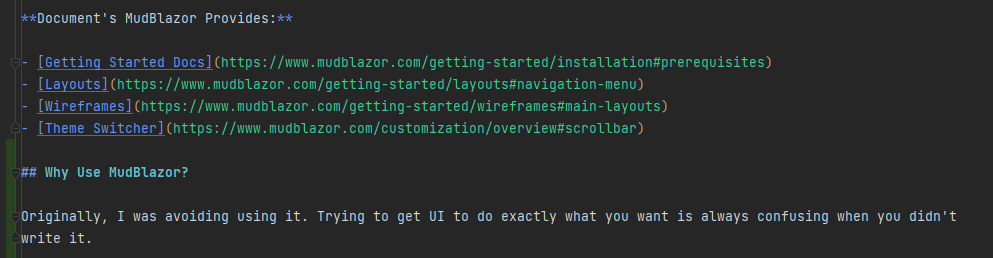 **Document's MudBlazor Provides:**
- [Getting Started Docs](https://www.mudblazor.com/getting-started/installation#prerequisites)
- [Layouts](https://www.mudblazor.com/getting-started/layouts#navigation-menu)
- [Wireframes](https://www.mudblazor.com/getting-started/wireframes#main-layouts)
- [Theme Switcher](https://www.mudblazor.com/customization/overview#scrollbar)
## Why Use MudBlazor?
Originally, I was avoiding using it. Trying to get UI to do exactly what you want is always confusing when you didn't
write it.